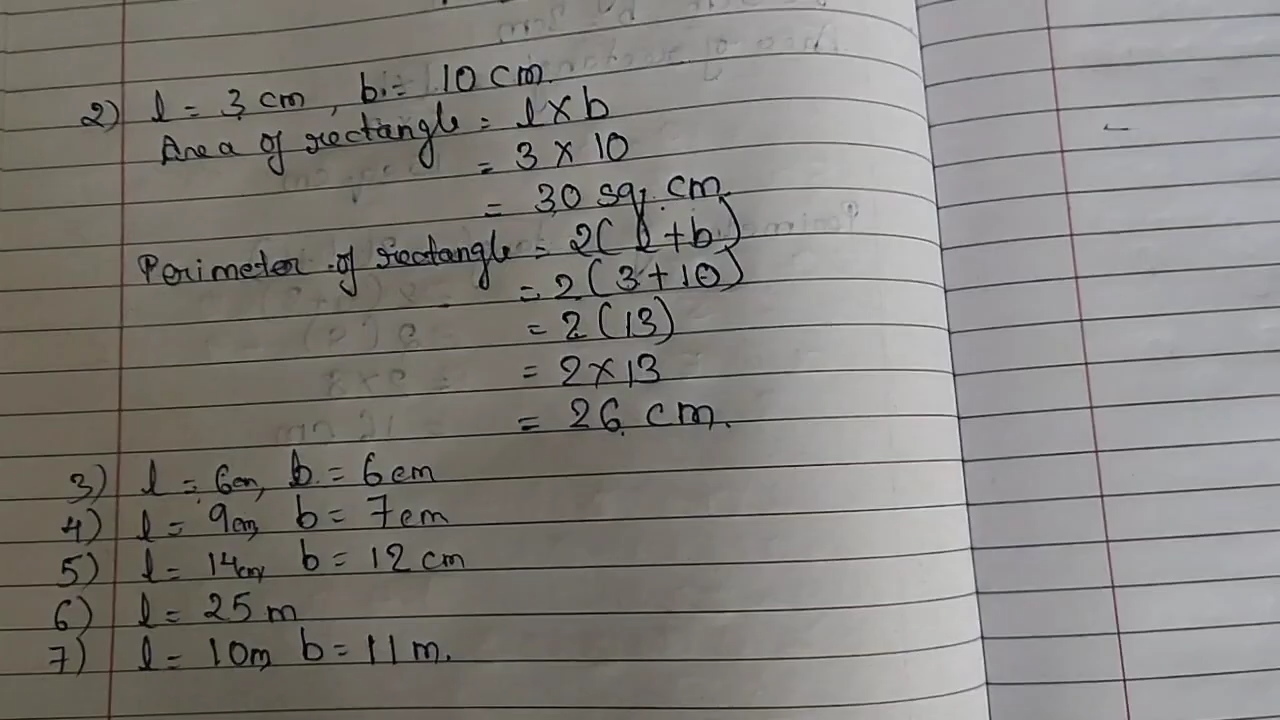 2) l = 3 cm, b = 10 cm
Area of rectangle = l x b
= 3 x 10
= 30 sq. cm.
Perimeter of rectangle = 2( l + b )
= 2 ( 3 + 10 )
= 2 ( 13 )
= 2 x 13
= 26 cm.
3) l = 6cm, b = 6 cm
4) l = 9cm, b = 7 cm
5) l = 14cm, b = 12 cm
6) l = 25 m
7) l = 10m, b = 11 m.